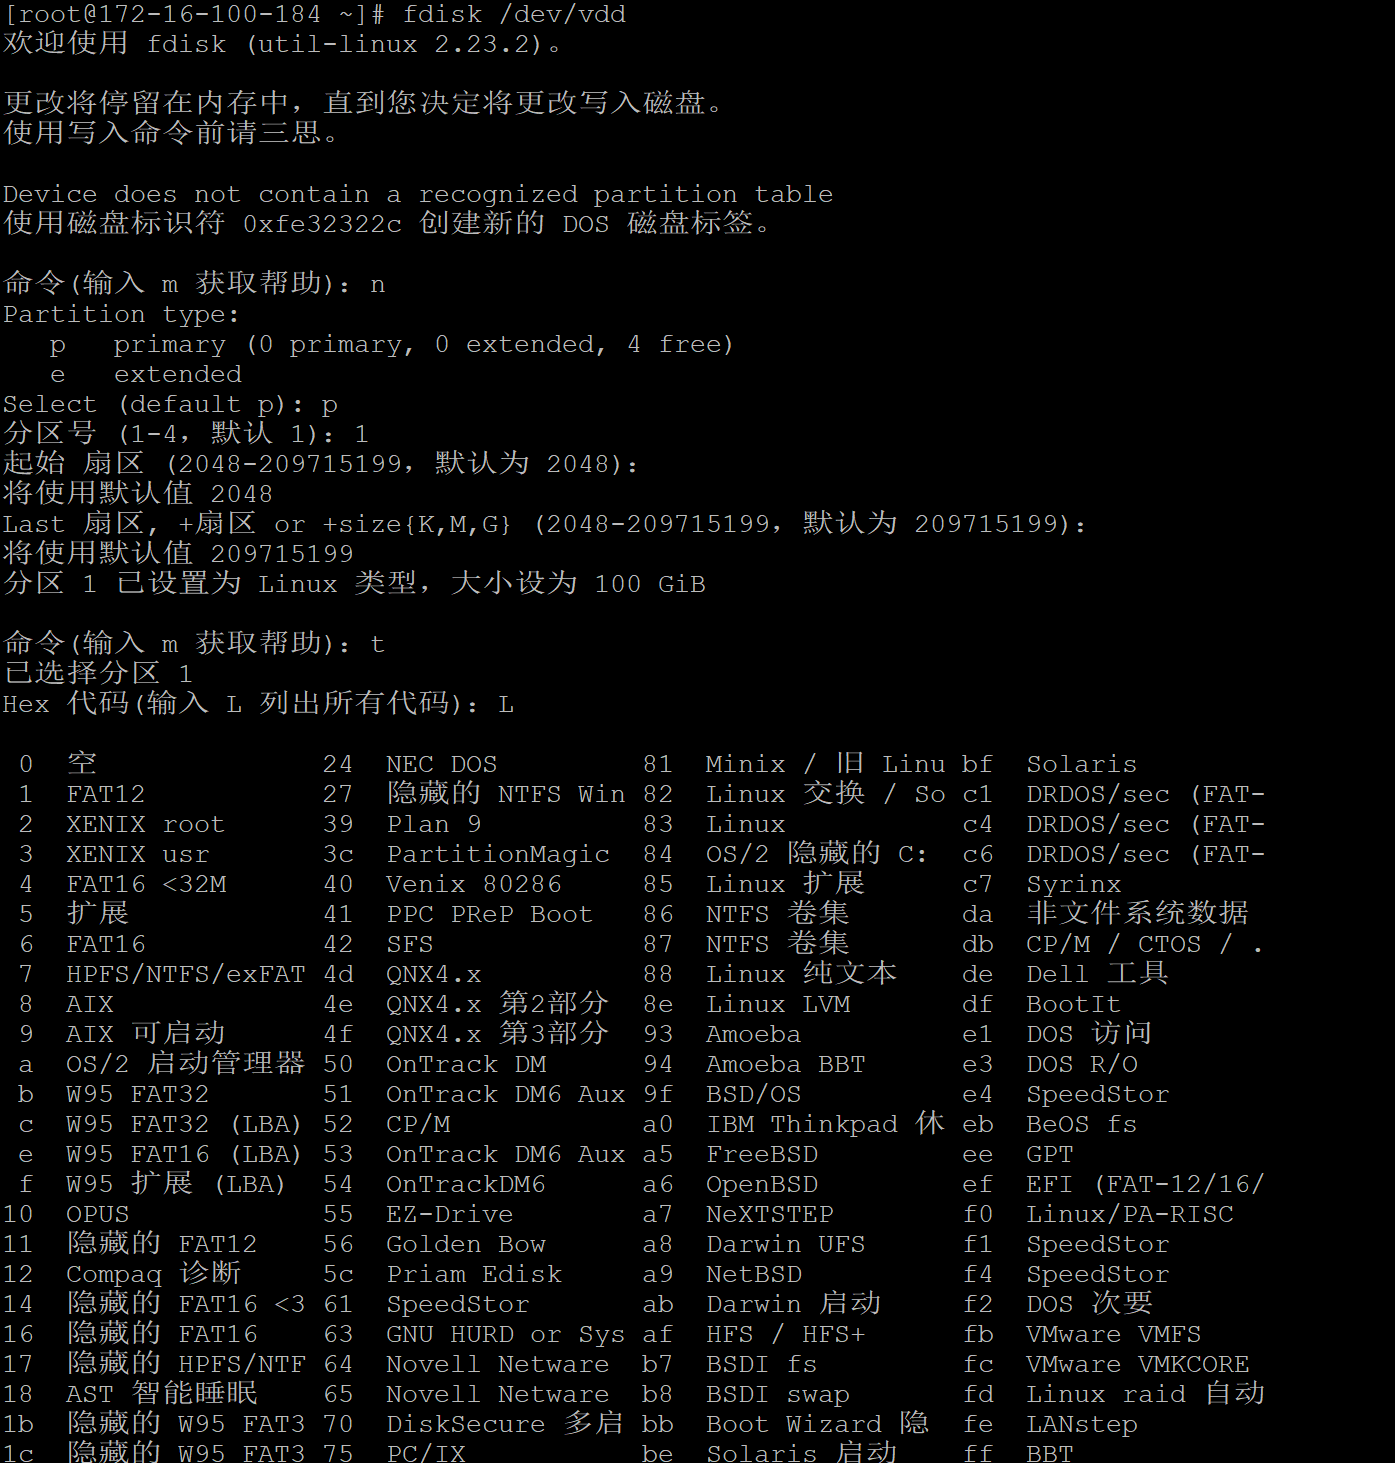 [root@172-16-100-184 ~]# fdisk /dev/vdd
欢迎使用 fdisk (util-linux 2.23.2)。
更改将停留在内存中，直到您决定将更改写入磁盘。
使用写入命令前请三思。
Device does not contain a recognized partition table
使用磁盘标识符 0xfe32322c 创建新的 DOS 磁盘标签。
命令(输入 m 获取帮助)：n
Partition type:
   p   primary (0 primary, 0 extended, 4 free)
   e   extended
Select (default p): p
分区号 (1-4，默认 1)：1
起始 扇区 (2048-209715199，默认为 2048)：
将使用默认值 2048
Last 扇区, +扇区 or +size{K,M,G} (2048-209715199，默认为 209715199)：
将使用默认值 209715199
分区 1 已设置为 Linux 类型，大小设为 100 GiB
命令(输入 m 获取帮助)：t
已选择分区 1
Hex 代码(输入 L 列出所有代码)：L
 0  空              24  NEC DOS         81  Minix / 旧 Linu bf  Solaris
 1  FAT12           27  隐藏的 NTFS Win 82  Linux 交换 / So c1  DRDOS/sec (FAT-
 2  XENIX root      39  Plan 9          83  Linux           c4  DRDOS/sec (FAT-
 3  XENIX usr       3c  PartitionMagic  84  OS/2 隐藏的 C:  c6  DRDOS/sec (FAT-
 4  FAT16 <32M      40  Venix 80286     85  Linux 扩展      c7  Syrinx
 5  扩展            41  PPC PReP Boot   86  NTFS 卷集       da  非文件系统数据
 6  FAT16           42  SFS             87  NTFS 卷集       db  CP/M / CTOS / .
 7  HPFS/NTFS/exFAT 4d  QNX4.x          88  Linux 纯文本    de  Dell 工具
 8  AIX             4e  QNX4.x 第2部分  8e  Linux LVM       df  BootIt
 9  AIX 可启动      4f  QNX4.x 第3部分  93  Amoeba          e1  DOS 访问
 a  OS/2 启动管理器 50  OnTrack DM      94  Amoeba BBT      e3  DOS R/O
 b  W95 FAT32       51  OnTrack DM6 Aux 9f  BSD/OS          e4  SpeedStor
 c  W95 FAT32 (LBA) 52  CP/M            a0  IBM Thinkpad 休 eb  BeOS fs
 e  W95 FAT16 (LBA) 53  OnTrack DM6 Aux a5  FreeBSD         ee  GPT
 f  W95 扩展 (LBA)  54  OnTrackDM6      a6  OpenBSD         ef  EFI (FAT-12/16/
10  OPUS            55  EZ-Drive        a7  NeXTSTEP        f0  Linux/PA-RISC
11  隐藏的 FAT12    56  Golden Bow      a8  Darwin UFS      f1  SpeedStor
12  Compaq 诊断     5c  Priam Edisk     a9  NetBSD          f4  SpeedStor
14  隐藏的 FAT16 <3 61  SpeedStor       ab  Darwin 启动     f2  DOS 次要
16  隐藏的 FAT16    63  GNU HURD or Sys af  HFS / HFS+      fb  VMware VMFS
17  隐藏的 HPFS/NTF 64  Novell Netware  b7  BSDI fs         fc  VMware VMKCORE
18  AST 智能睡眠    65  Novell Netware  b8  BSDI swap       fd  Linux raid 自动
1b  隐藏的 W95 FAT3 70  DiskSecure 多启 bb  Boot Wizard 隐  fe  LANstep
1c  隐藏的 W95 FAT3 75  PC/IX           be  Solaris 启动    ff  BBT